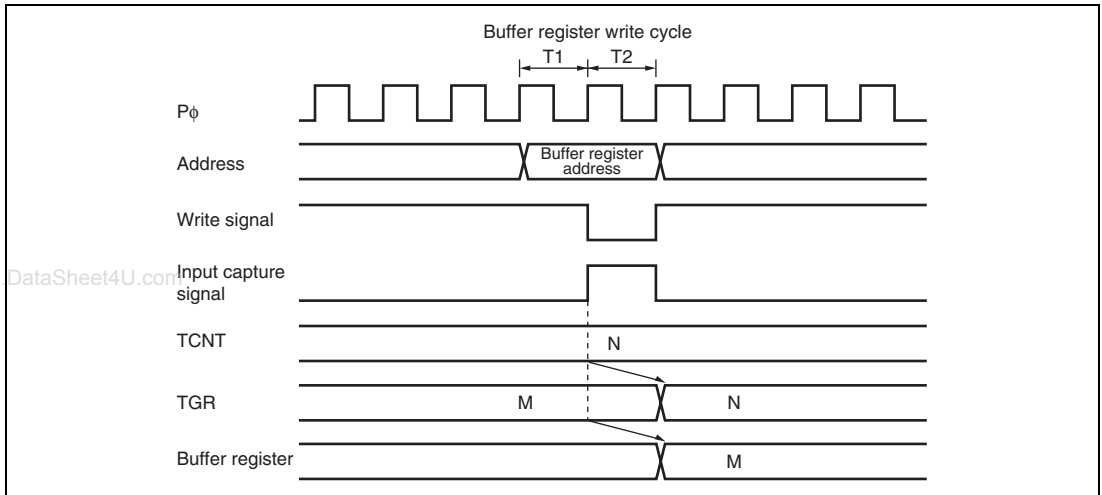 Buffer register write cycle
T1 T2
Pϕ
Address
Buffer register
address
Write signal
DataSheet4U.com
Input capture
signal
TCNT
N
TGR
M N
Buffer register
M